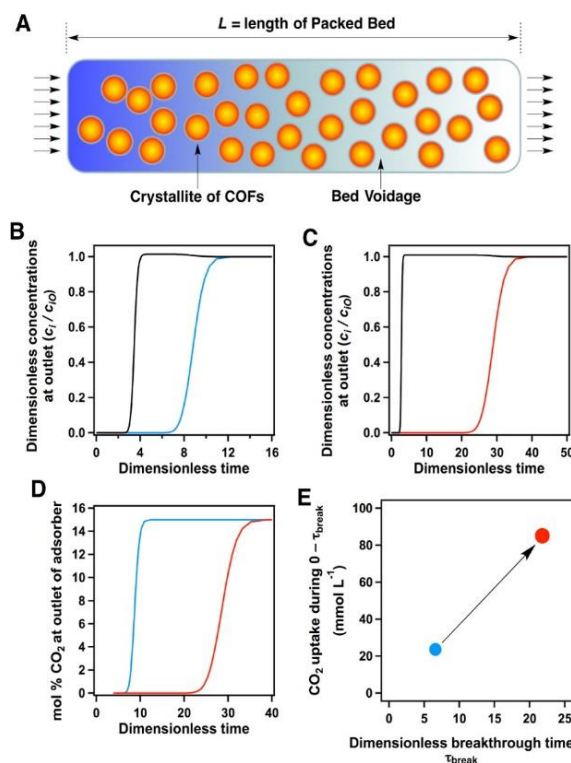 A
L = length of Packed Bed
Crystallite of COFs
Bed Voidage
B
Dimensionless concentrations
at outlet (ci / ci0)
1.0
0.8
0.6
0.4
0.2
0.0
0
4
8
12
16
Dimensionless time
C
Dimensionless concentrations
at outlet (ci / ci0)
1.0
0.8
0.6
0.4
0.2
0.0
0
10
20
30
40
50
Dimensionless time
D
mol % CO2 at outlet of adsorber
16
14
12
10
8
6
4
2
0
0
10
20
30
40
Dimensionless time
E
CO2 uptake during 0 – τbreak
(mmol L-1)
100
80
60
40
20
0
0
5
10
15
20
25
Dimensionless breakthrough time
τbreak